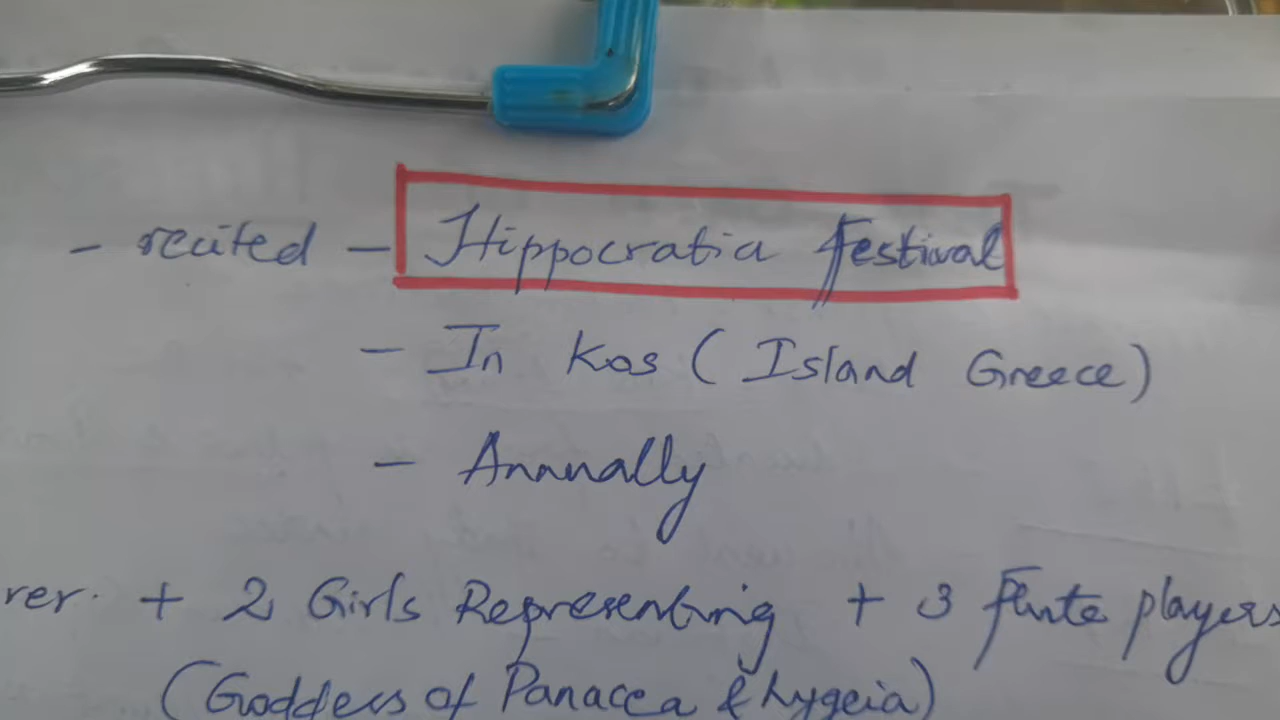 - recited - Hippocratia Festival
- In Kos ( Island Greece)
- Annually
rer. + 2 Girls Representing + 3 flute players
(Goddess of Panacea & hygeia)